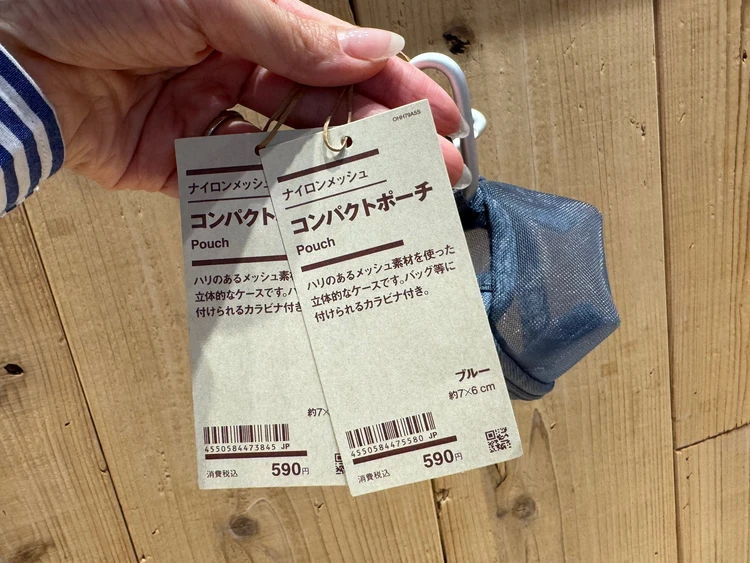 ナイロンメッシュ
コンパクト
Pouch
ハリのあるメッシュ素材
立体的なケースです。バ
付けられるカラビナ付き
約7×
4550584473845 JP
消費税込
590円
OHH79A5S
ナイロンメッシュ
コンパクトポーチ
Pouch
ハリのあるメッシュ素材を使った
立体的なケースです。バッグ等に
付けられるカラビナ付き。
ブルー
約7×6cm
4550584475580 JP
消費税込
590円